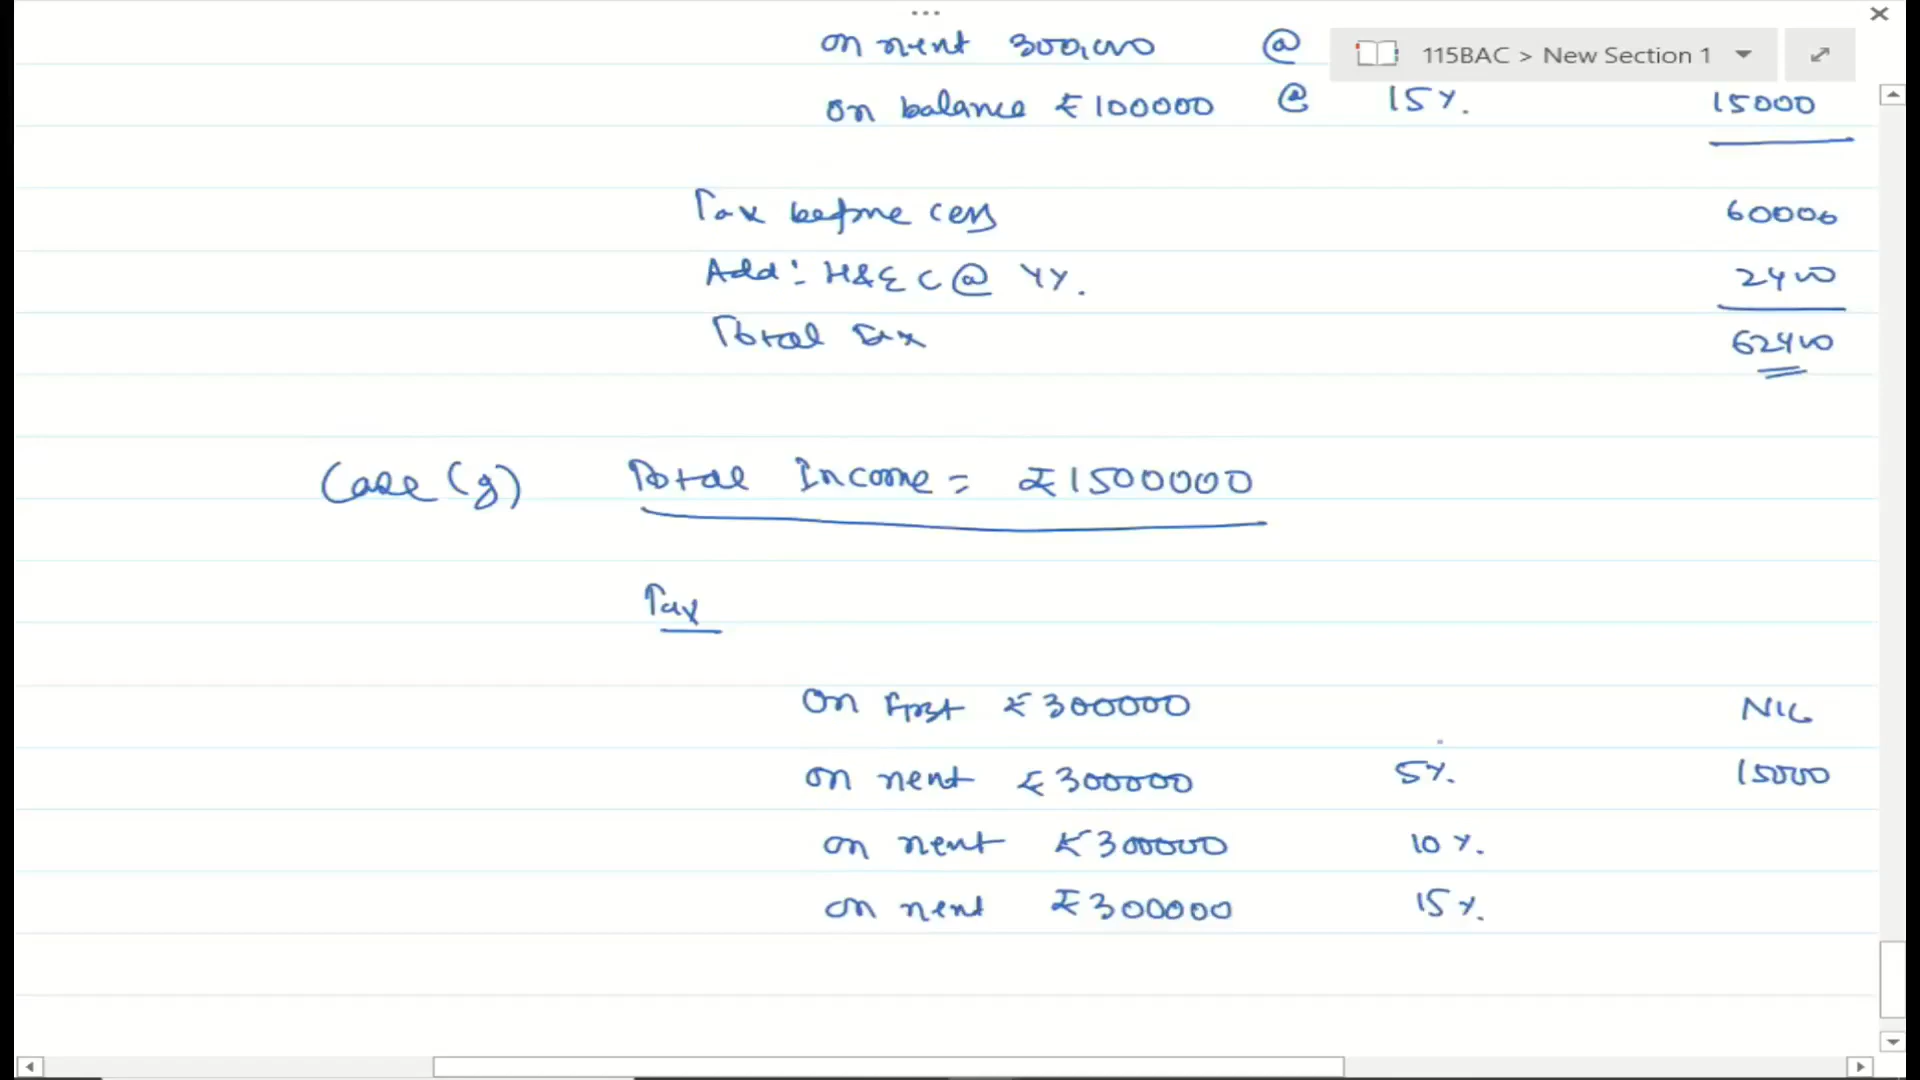 ...
on next 300,000 @
115BAC > New Section 1
on balance ₹100000 @ 15%. 15000
Tax before cess 60000
Add:- H&EC @ 4%. 2400
Total tax 62400
Case (g) Total Income = ₹1500000
Tax
on first ₹300000 NIL
on next ₹300000 5%. 15000
on next ₹300000 10%.
on next ₹300000 15%.